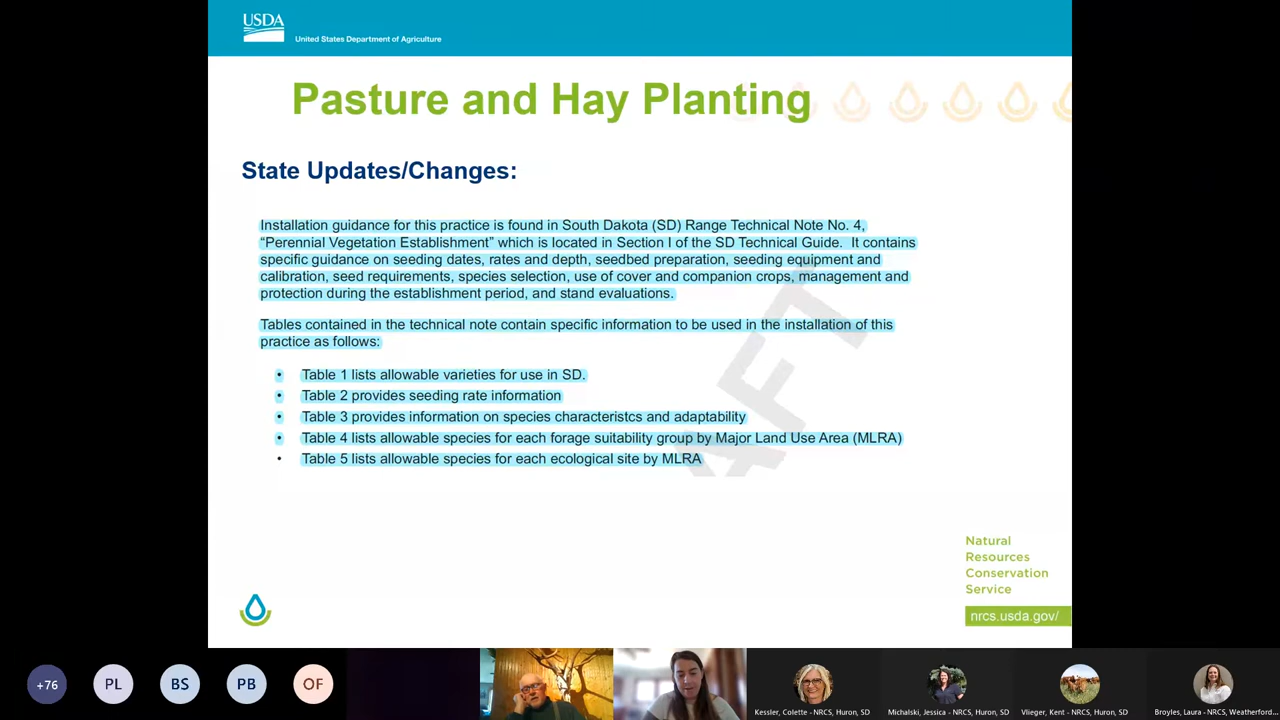 USDA
United States Department of Agriculture
Pasture and Hay Planting
State Updates/Changes:
Installation guidance for this practice is found in South Dakota (SD) Range Technical Note No. 4,
“Perennial Vegetation Establishment” which is located in Section I of the SD Technical Guide. It contains
specific guidance on seeding dates, rates and depth, seedbed preparation, seeding equipment and
calibration, seed requirements, species selection, use of cover and companion crops, management and
protection during the establishment period, and stand evaluations.
Tables contained in the technical note contain specific information to be used in the installation of this
practice as follows:
• Table 1 lists allowable varieties for use in SD.
• Table 2 provides seeding rate information
• Table 3 provides information on species characteristcs and adaptability
• Table 4 lists allowable species for each forage suitability group by Major Land Use Area (MLRA)
• Table 5 lists allowable species for each ecological site by MLRA
AFT
Natural
Resources
Conservation
Service
nrcs.usda.gov/
+76 PL BS PB OF
Kessler, Colette - NRCS, Huron, SD
Michalski, Jessica - NRCS, Huron, SD
Vlieger, Kent - NRCS, Huron, SD
Broyles, Laura - NRCS, Weatherford...